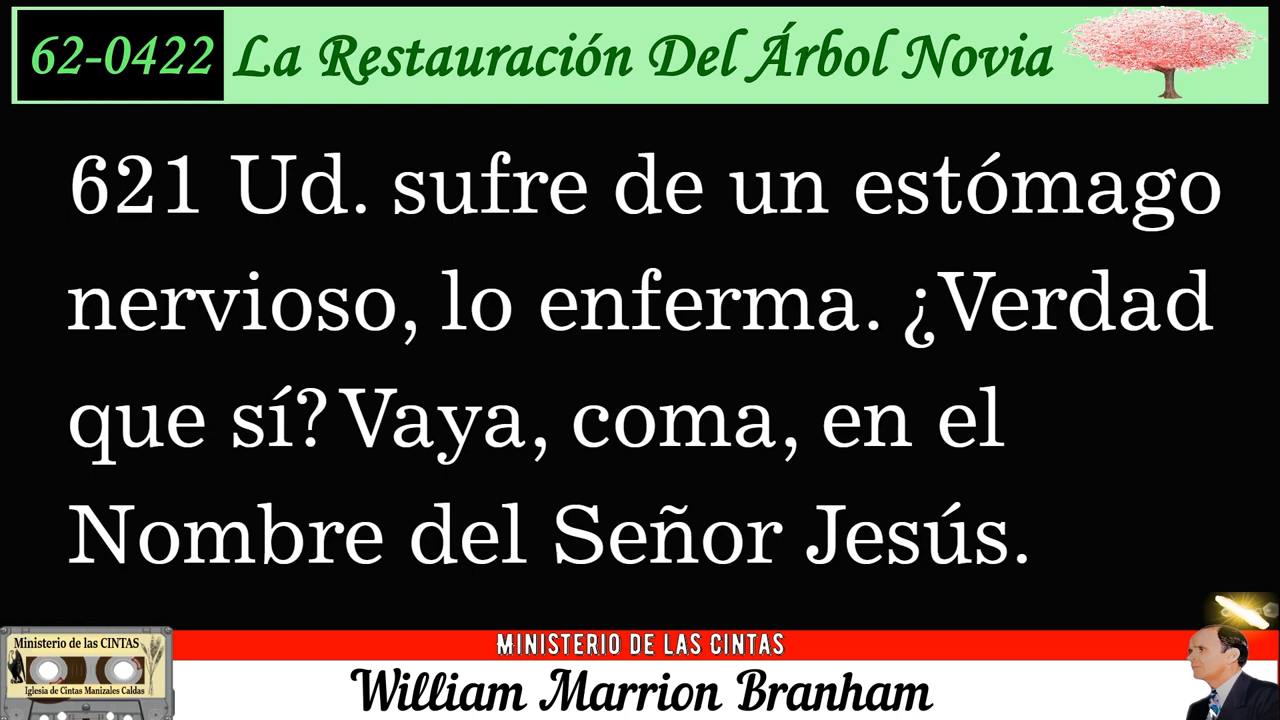 62-0422 La Restauración Del Árbol Novia
621 Ud. sufre de un estómago
nervioso, lo enferma. ¿Verdad
que sí? Vaya, coma, en el
Nombre del Señor Jesús.
Ministerio de las CINTAS
Iglesia de Cintas Manizales Caldas
MINISTERIO DE LAS CINTAS
William Marrion Branham